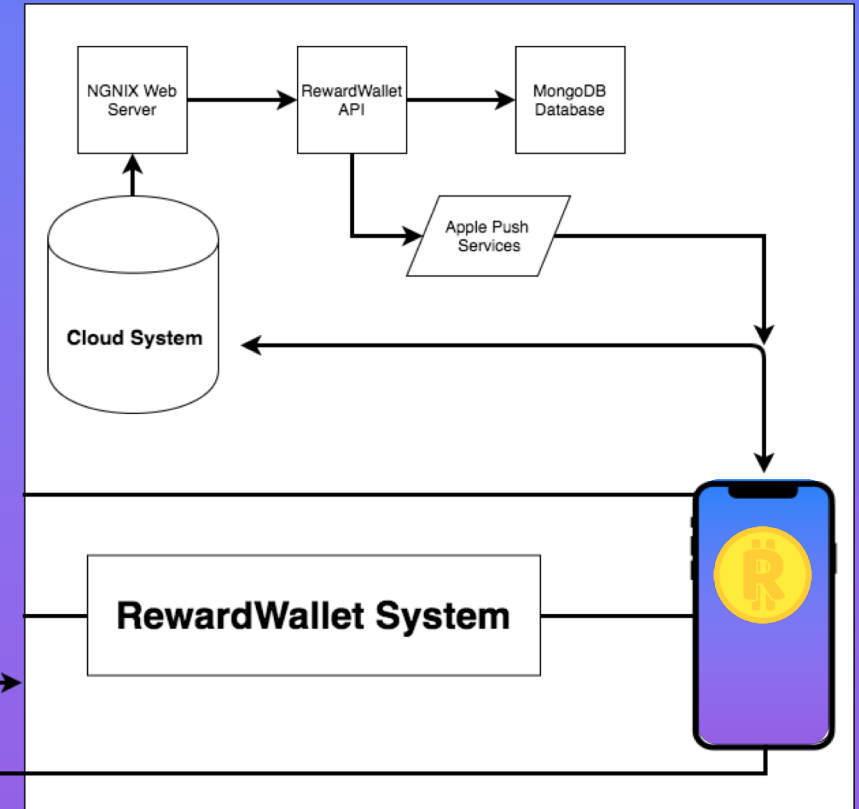 NGNIX Web
Server
RewardWallet
API
MongoDB
Database
Apple Push
Services
Cloud System
RewardWallet System
R